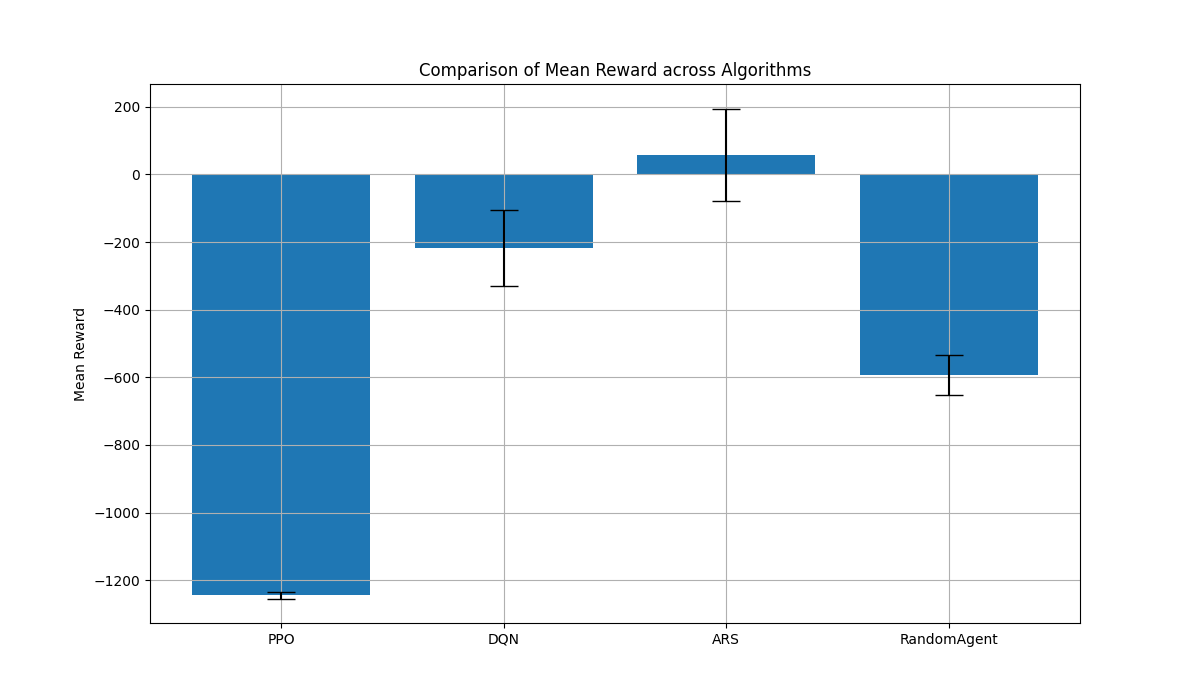 Comparison of Mean Reward across Algorithms
Mean Reward
200
0
−200
−400
−600
−800
−1000
−1200
PPO
DQN
ARS
RandomAgent